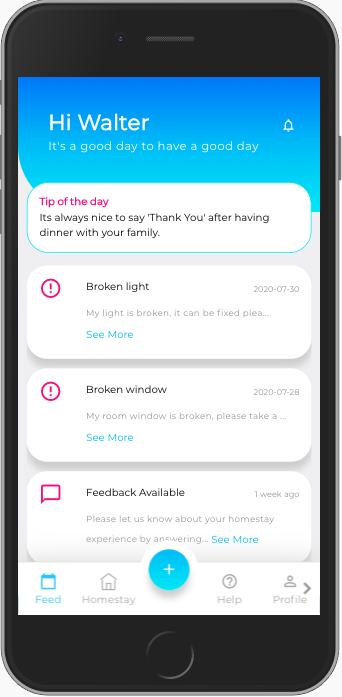 Hi Walter
It's a good day to have a good day
Tip of the day
Its always nice to say 'Thank You' after having
dinner with your family.
Broken light
2020-07-30
My light is broken, it can be fixed plea...
See More
Broken window
2020-07-28
My room window is broken, please take a ...
See More
Feedback Available
1 week ago
Please let us know about your homestay
experience by answering... See More
Feed
Homestay
Help
Profile